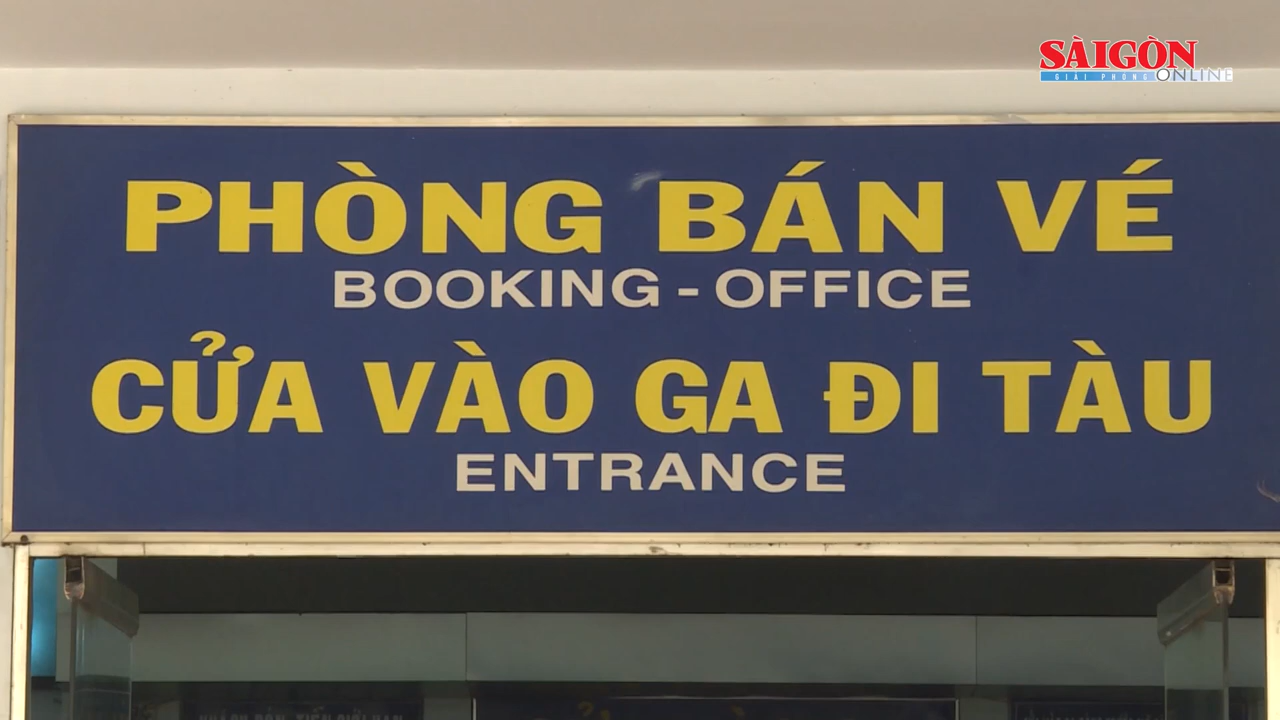 SÀIGÒN
GIẢI PHÓNG ONLINE
PHÒNG BÁN VÉ
BOOKING - OFFICE
CỬA VÀO GA ĐI TÀU
ENTRANCE